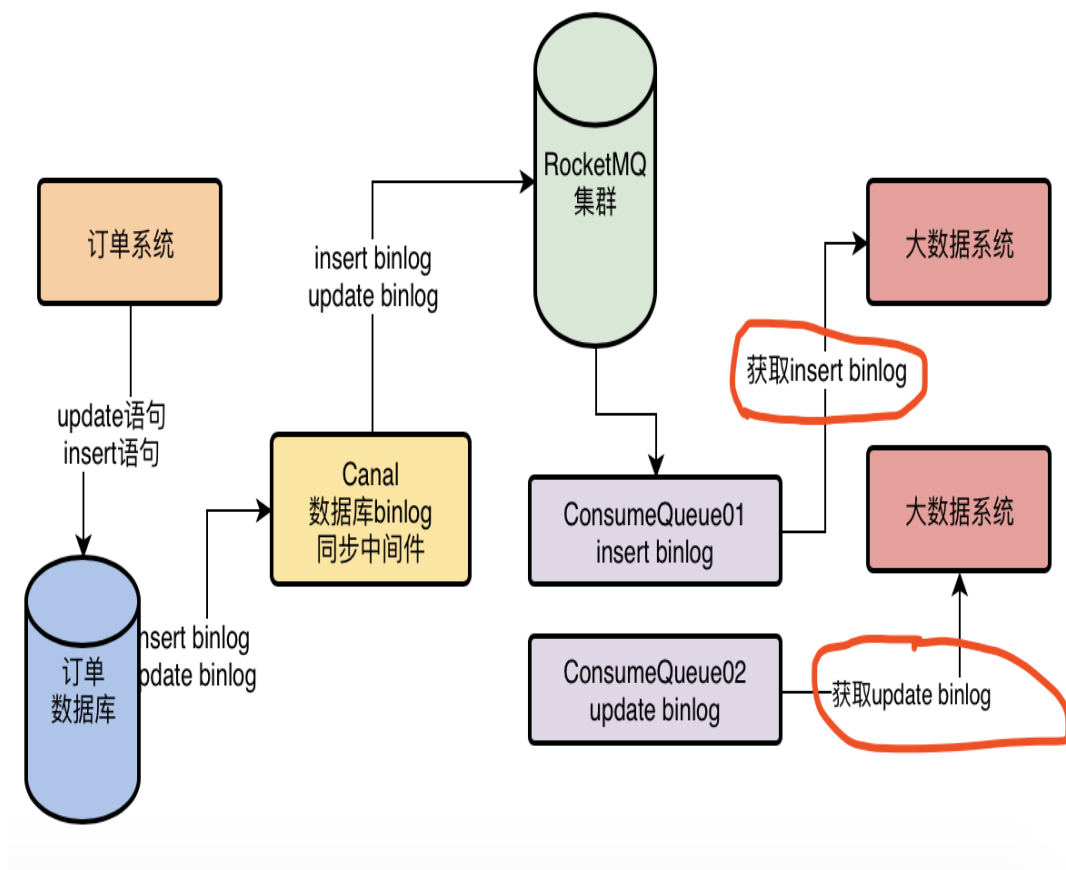 RocketMQ
集群
订单系统
大数据系统
insert binlog
update binlog
获取insert binlog
update语句
insert语句
Canal
数据库binlog
同步中间件
ConsumeQueue01
insert binlog
大数据系统
nsert binlog
pdate binlog
订单
数据库
ConsumeQueue02
update binlog
获取update binlog